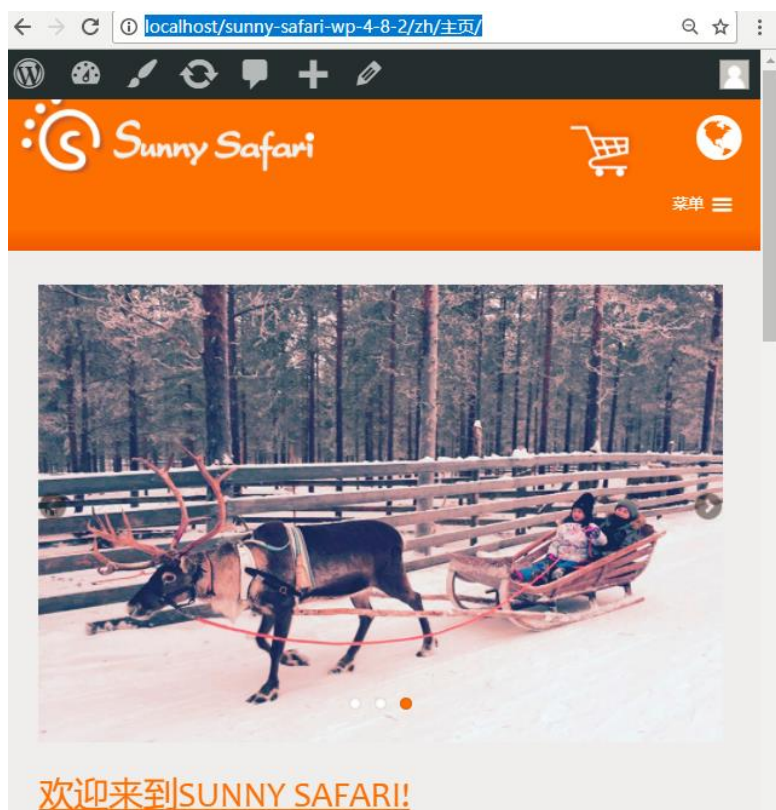 localhost/sunny-safari-wp-4-8-2/zh/主页/
Sunny Safari
菜单
欢迎来到SUNNY SAFARI!